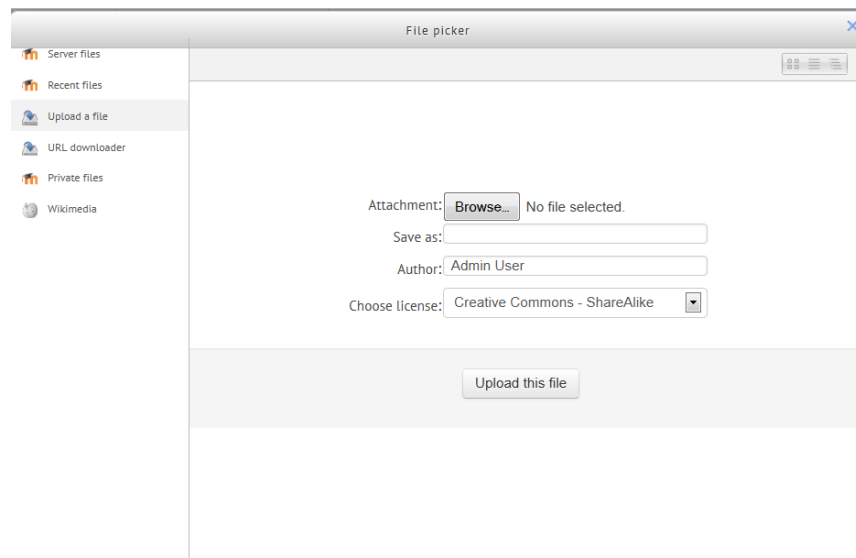 File picker
Server files
Recent files
Upload a file
URL downloader
Private files
Wikimedia
Attachment: Browse... No file selected.
Save as:
Author: Admin User
Choose license: Creative Commons - ShareAlike
Upload this file